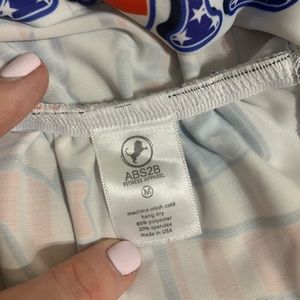 ABS2B
FITNESS APPAREL
M
machine wash cold
hang dry
80% polyester
20% spandex
made in USA